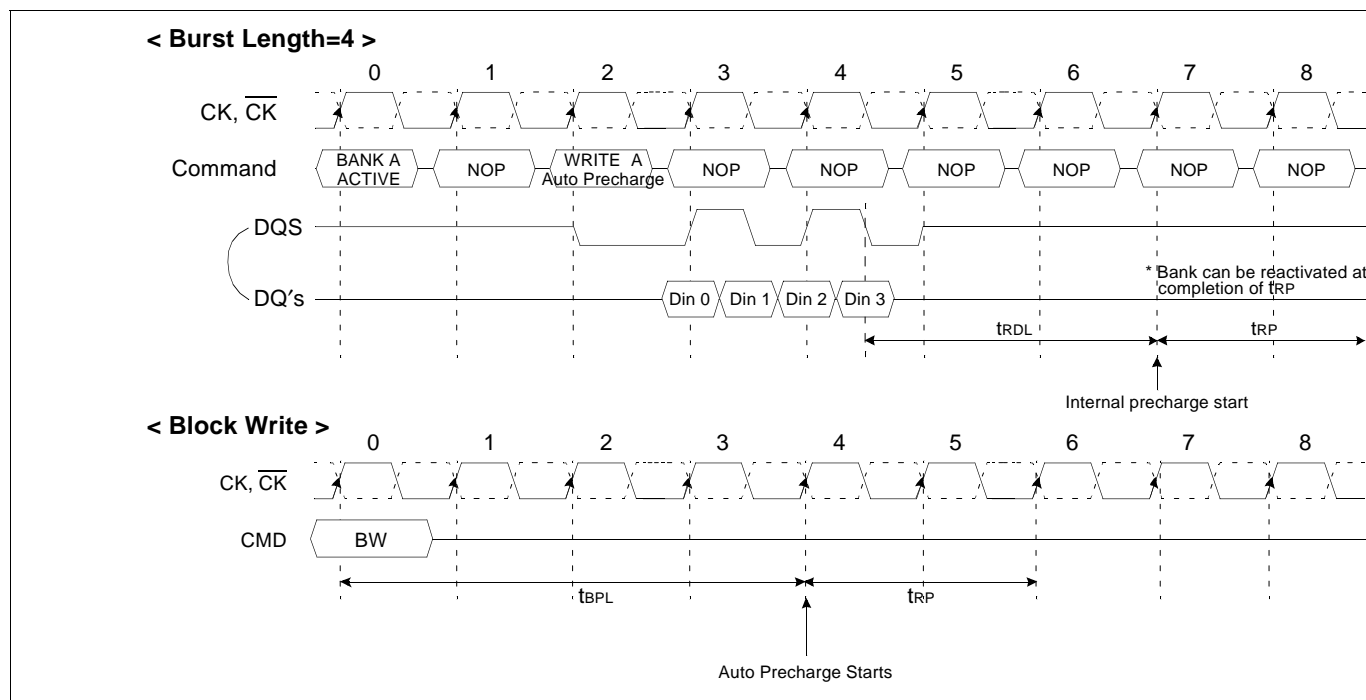 < Burst Length=4 >
0 1 2 3 4 5 6 7 8
CK, CK
Command
BANK A
ACTIVE
NOP
WRITE A
Auto Precharge
NOP
NOP
NOP
NOP
NOP
NOP
DQS
DQ's
Din 0 Din 1 Din 2 Din 3
* Bank can be reactivated at
completion of tRP
tRDL
tRP
Internal precharge start
< Block Write >
0 1 2 3 4 5 6 7 8
CK, CK
CMD
BW
tBPL
tRP
Auto Precharge Starts